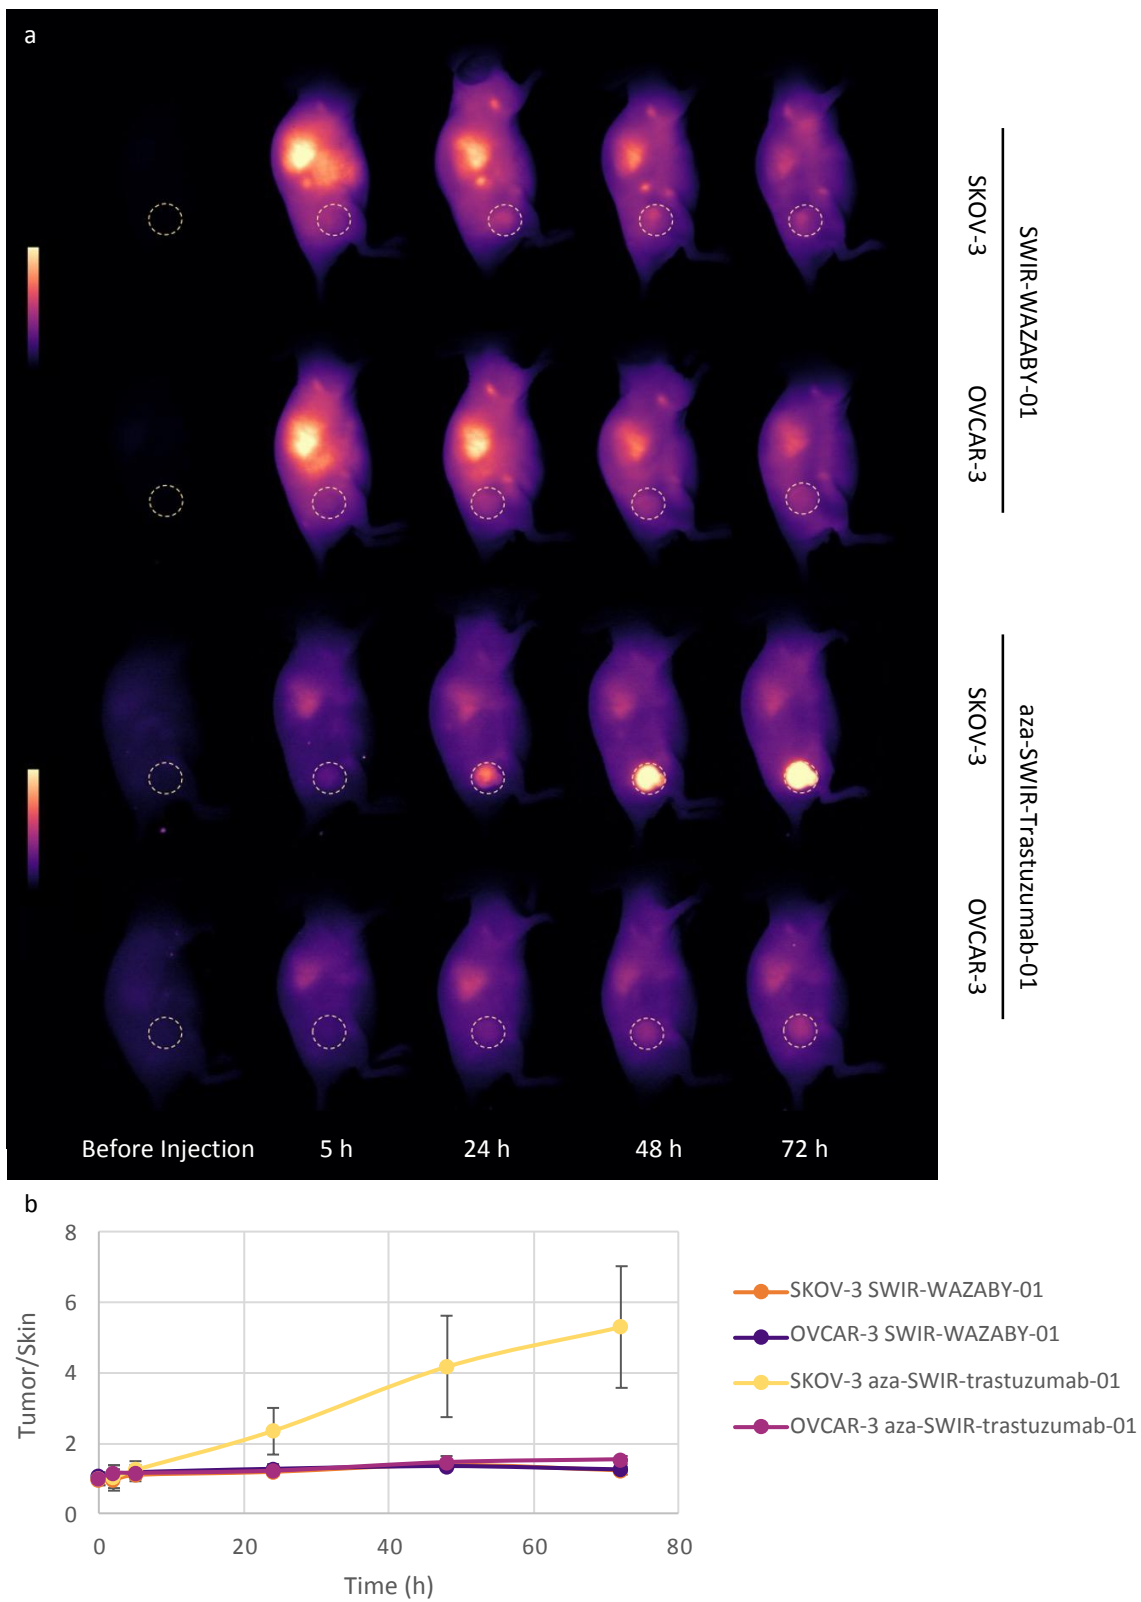 a
SKOV-3
SWIR-WAZABY-01
OVCAR-3
SKOV-3
aza-SWIR-Trastuzumab-01
OVCAR-3
Before Injection 5 h 24 h 48 h 72 h
b
8
6
4
2
0
Tumor/Skin
0 20 40 60 80
Time (h)
SKOV-3 SWIR-WAZABY-01
OVCAR-3 SWIR-WAZABY-01
SKOV-3 aza-SWIR-trastuzumab-01
OVCAR-3 aza-SWIR-trastuzumab-01